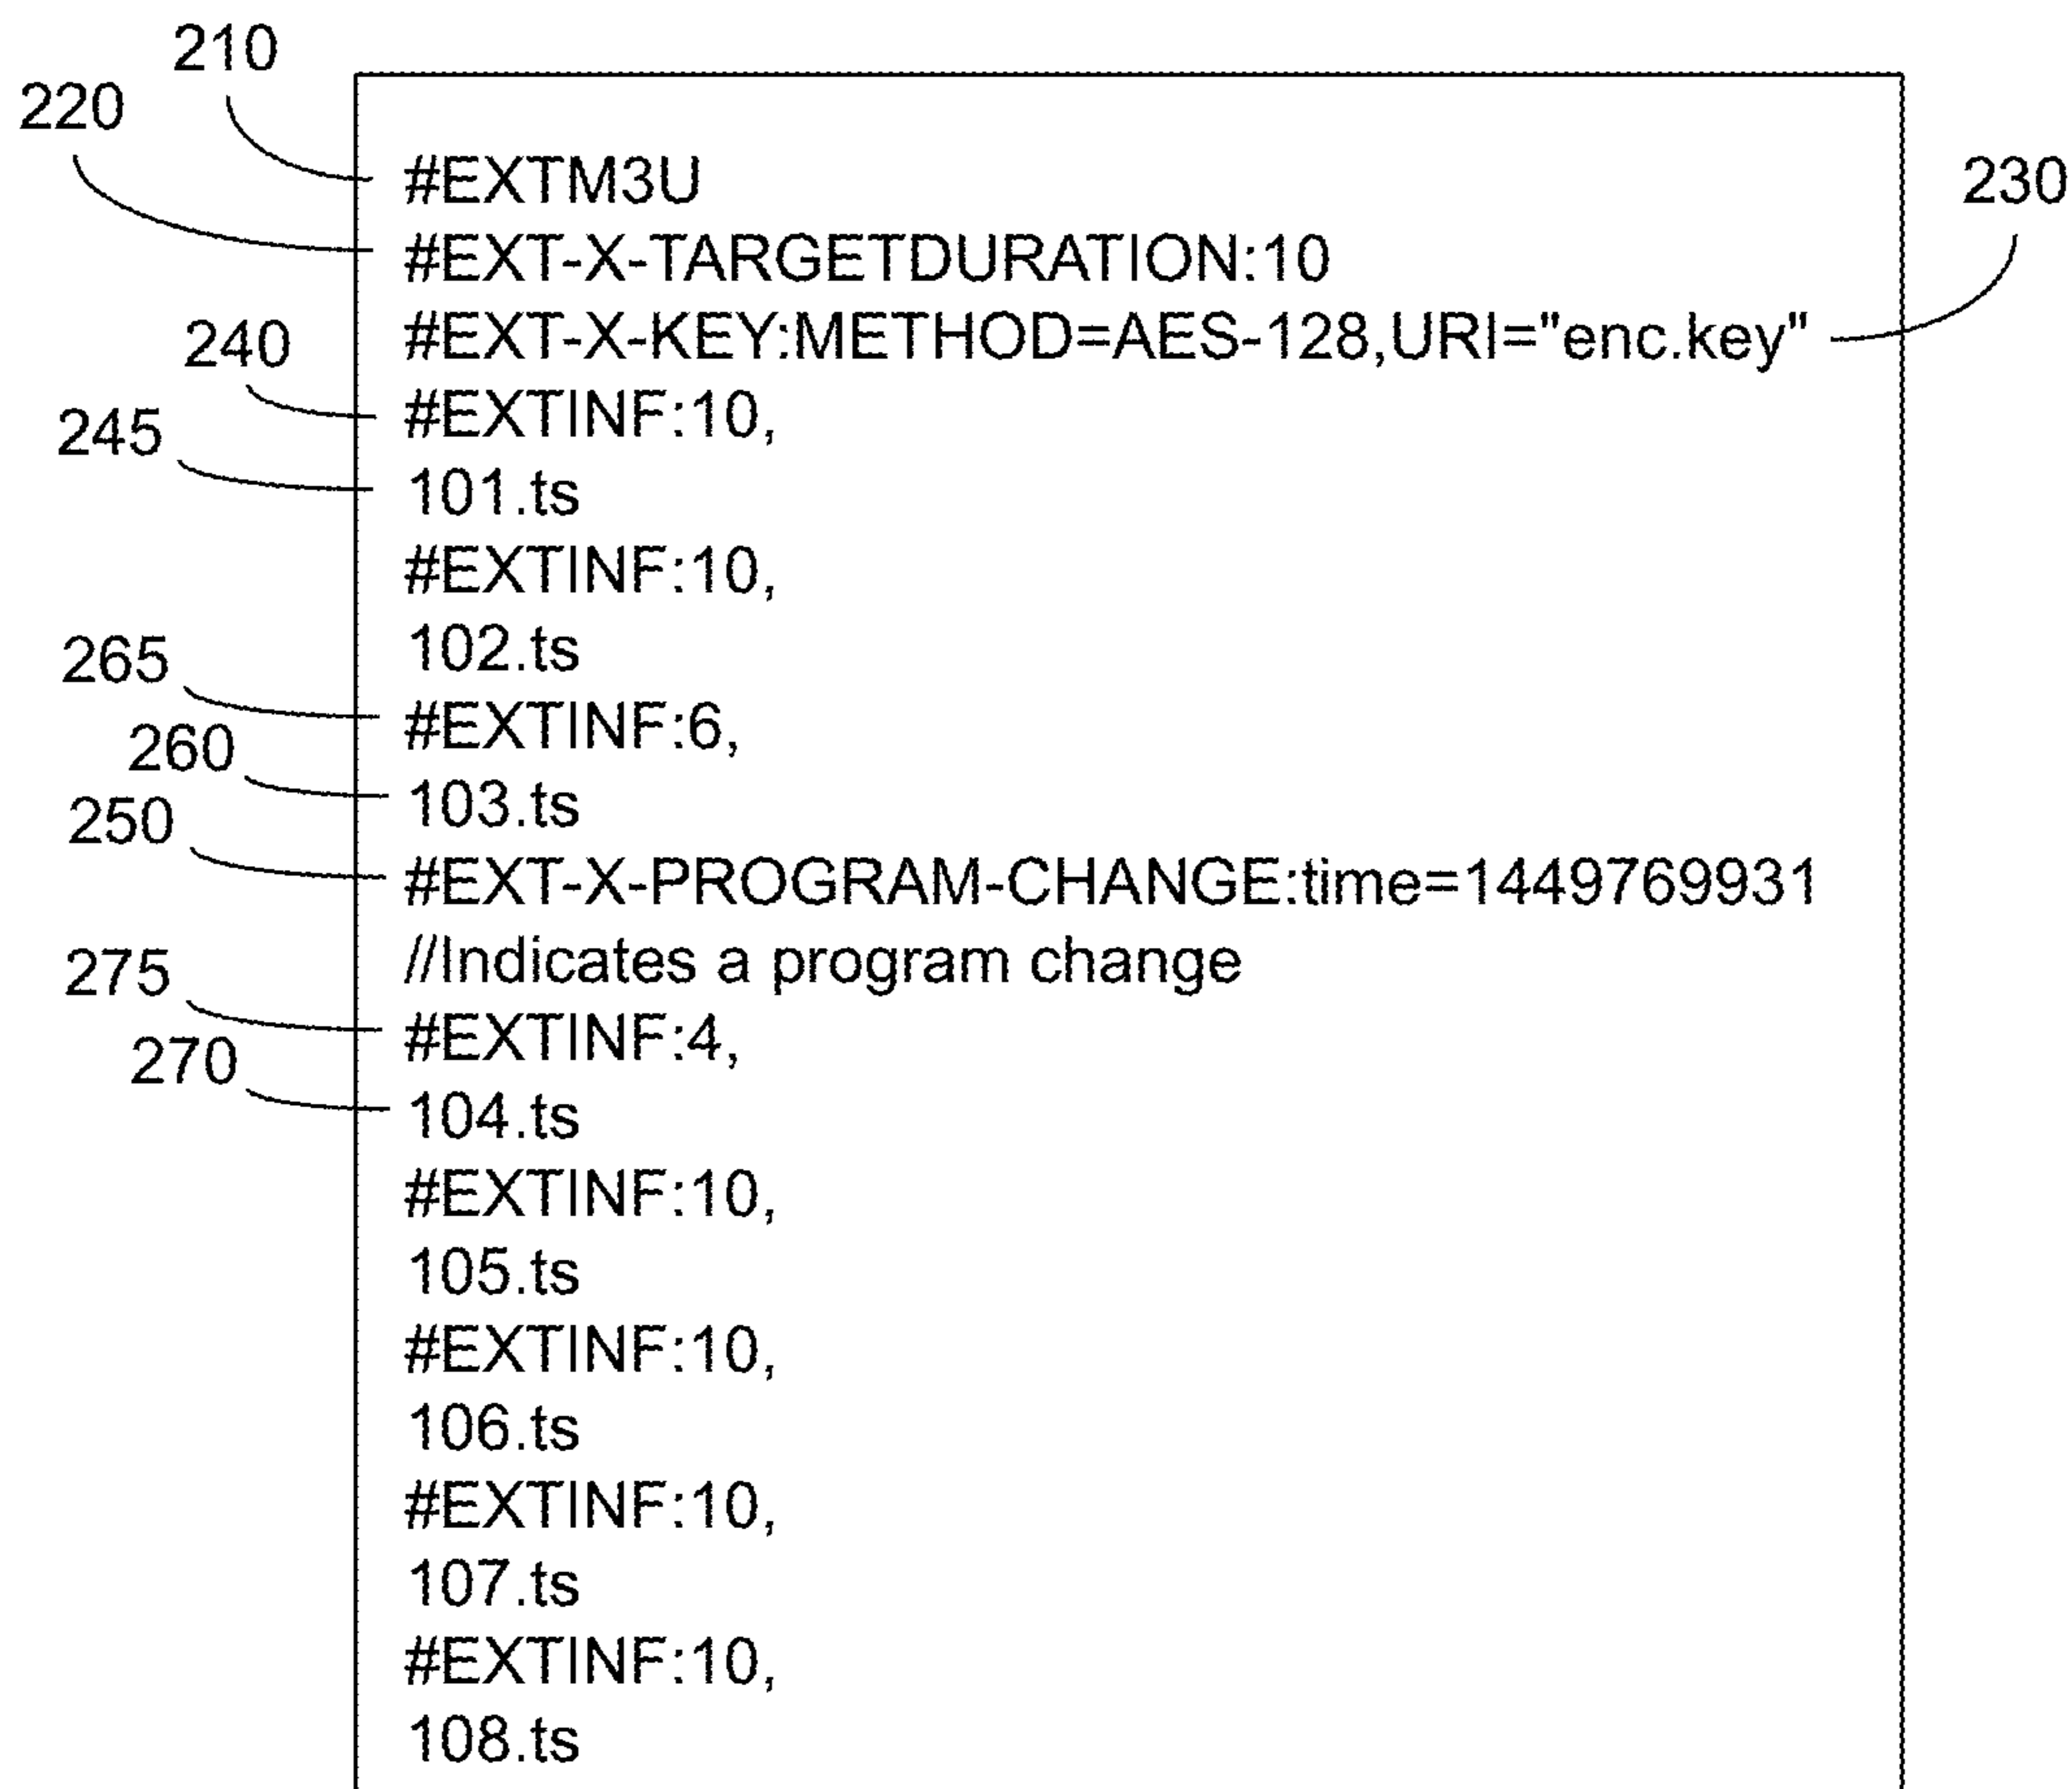 210
220
#EXTM3U
230
#EXT-X-TARGETDURATION:10
240
#EXT-X-KEY:METHOD=AES-128,URI="enc.key"
245
#EXTINF:10,
101.ts
#EXTINF:10,
265
102.ts
260
#EXTINF:6,
250
103.ts
#EXT-X-PROGRAM-CHANGE:time=1449769931
275
//Indicates a program change
270
#EXTINF:4,
104.ts
#EXTINF:10,
105.ts
#EXTINF:10,
106.ts
#EXTINF:10,
107.ts
#EXTINF:10,
108.ts